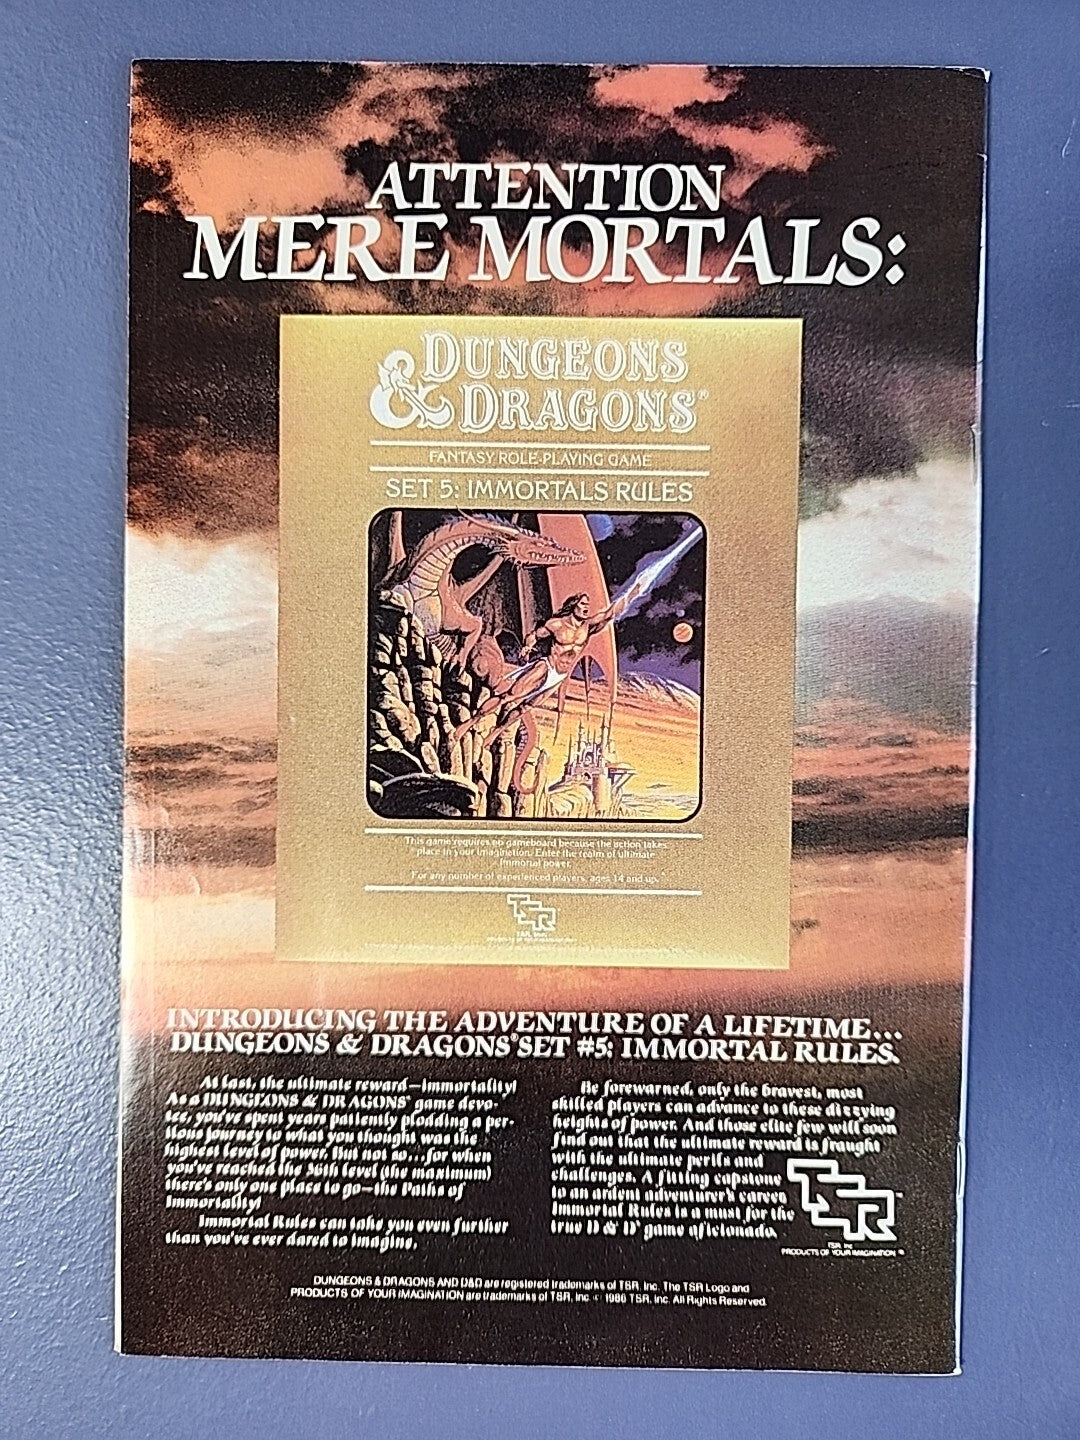 ATTENTION
MERE MORTALS:
DUNGEONS
& DRAGONS®
FANTASY ROLE-PLAYING GAME
SET 5: IMMORTALS RULES
This game requires no gameboard because the action takes
place in your imagination. Enter the realm of ultimate
Immortal power.
For any number of experienced players, ages 14 and up.
TSR
TSR, Inc.
PRODUCTS OF YOUR IMAGINATION
INTRODUCING THE ADVENTURE OF A LIFETIME...
DUNGEONS & DRAGONS® SET #5: IMMORTAL RULES.
At last, the ultimate reward—immortality!
As a DUNGEONS & DRAGONS® game devo-
tee, you've spent years patiently plodding a per-
ilous journey to what you thought was the
highest level of power. But not so...for when
you've reached the 36th level (the maximum)
there's only one place to go—the Paths of
Immortality!
Immortal Rules can take you even further
than you've ever dared to imagine.
Be forewarned, only the bravest, most
skilled players can advance to these dizzying
heights of power. And those elite few will soon
find out that the ultimate reward is fraught
with the ultimate perils and
challenges. A fitting capstone
to an ardent adventurer's career,
Immortal Rules is a must for the
true D & D® game aficionado.
TSR™
TSR, Inc.
PRODUCTS OF YOUR IMAGINATION™
DUNGEONS & DRAGONS AND D&D are registered trademarks of TSR, Inc. The TSR Logo and
PRODUCTS OF YOUR IMAGINATION are trademarks of TSR, Inc. © 1986 TSR, Inc. All Rights Reserved.